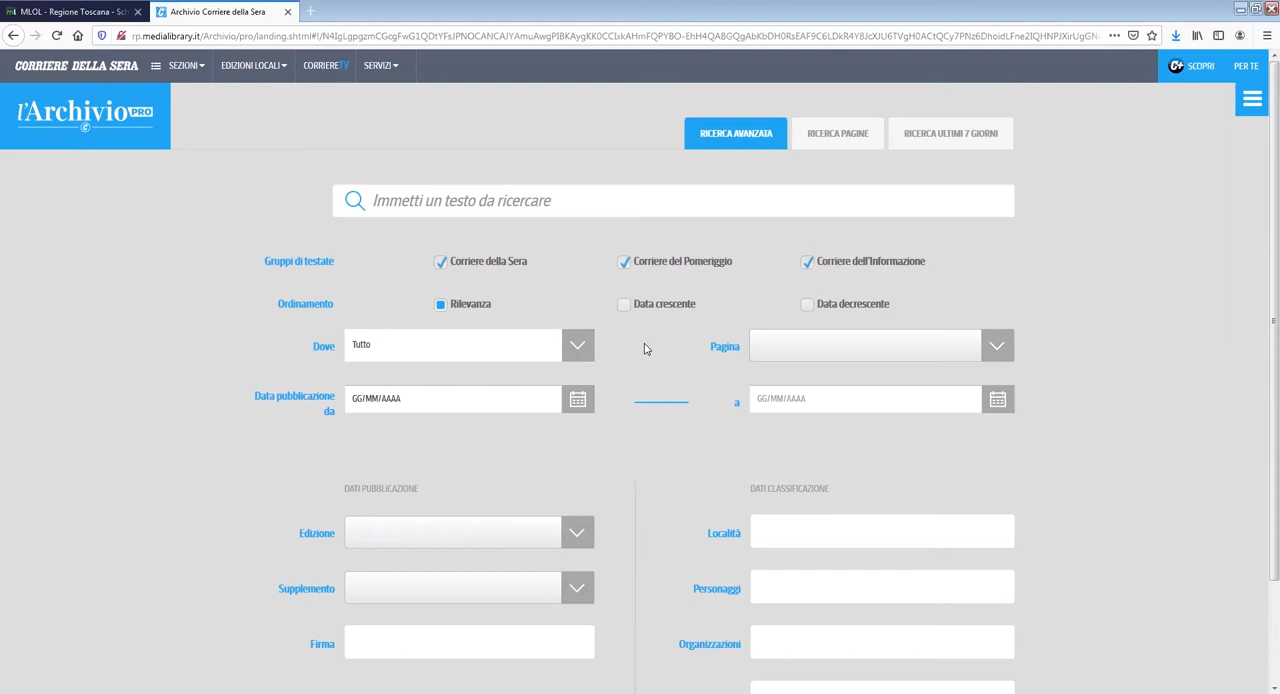 MLOL - Regione Toscana - Sch
Archivio Corriere della Sera
rp.medialibrary.it/Archivio/pro/landing.shtml#!/
CORRIERE DELLA SERA
SEZIONI
EDIZIONI LOCALI
CORRIERETV
SERVIZI
C+ SCOPRI
PER TE
l'Archivio PRO
RICERCA AVANZATA
RICERCA PAGINE
RICERCA ULTIMI 7 GIORNI
Immetti un testo da ricercare
Gruppi di testate
Corriere della Sera
Corriere del Pomeriggio
Corriere dell'Informazione
Ordinamento
Rilevanza
Data crescente
Data decrescente
Dove
Tutto
Pagina
Data pubblicazione
da
GG/MM/AAAA
a
GG/MM/AAAA
DATI PUBBLICAZIONE
DATI CLASSIFICAZIONE
Edizione
Località
Supplemento
Personaggi
Firma
Organizzazioni